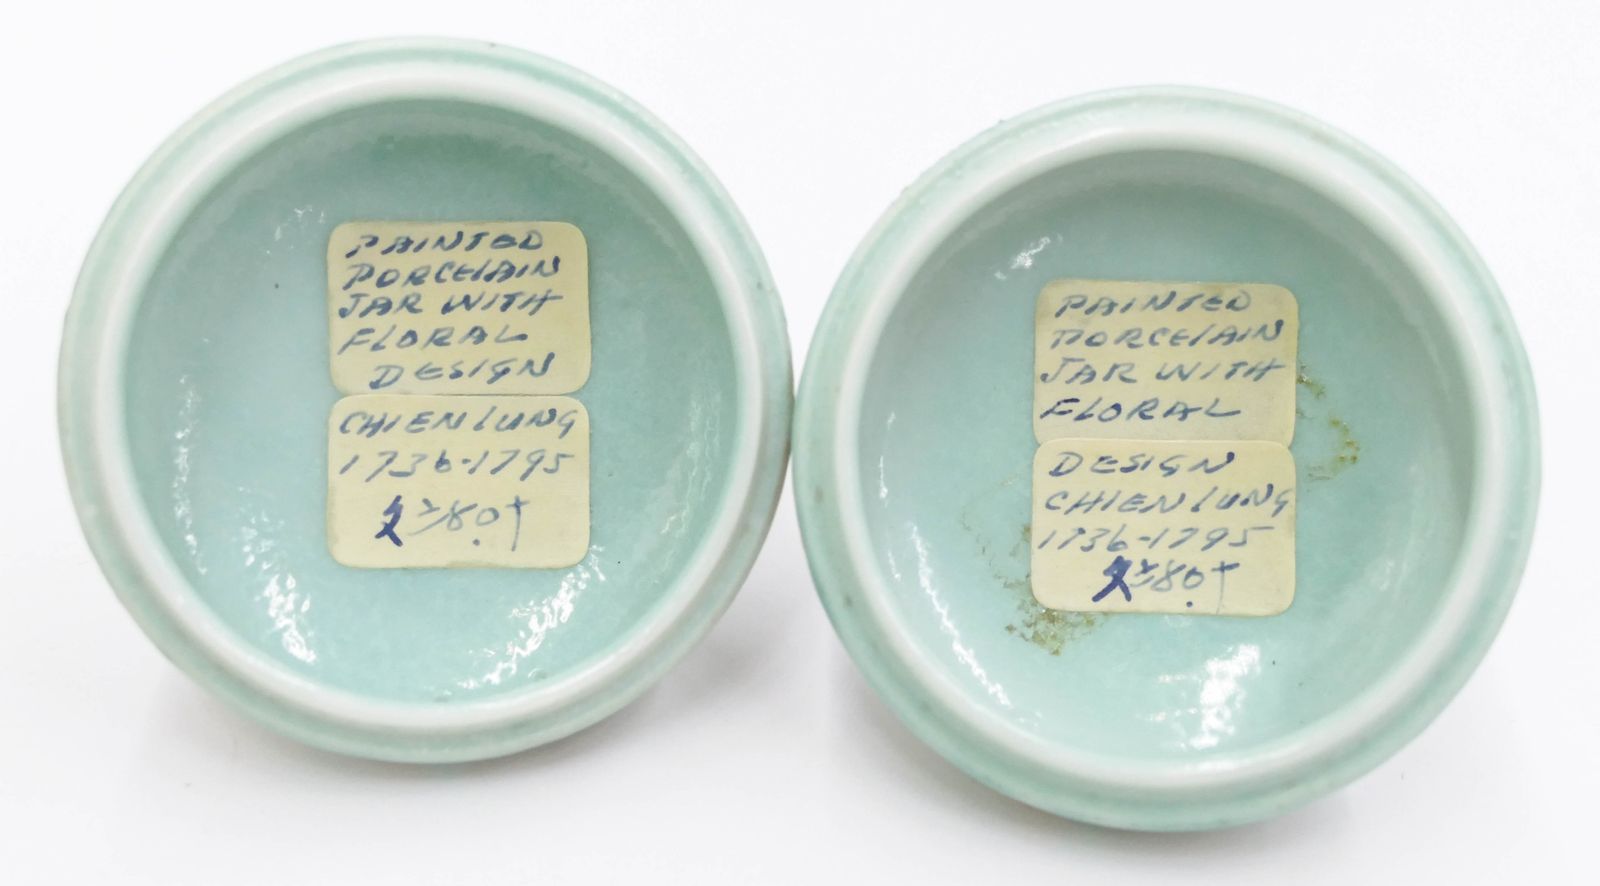 PAINTED
PORCELAIN
JAR WITH
FLORAL
DESIGN
CHIEN LUNG
1736-1795
PAINTED
PORCELAIN
JAR WITH
FLORAL
DESIGN
CHIEN LUNG
1736-1795